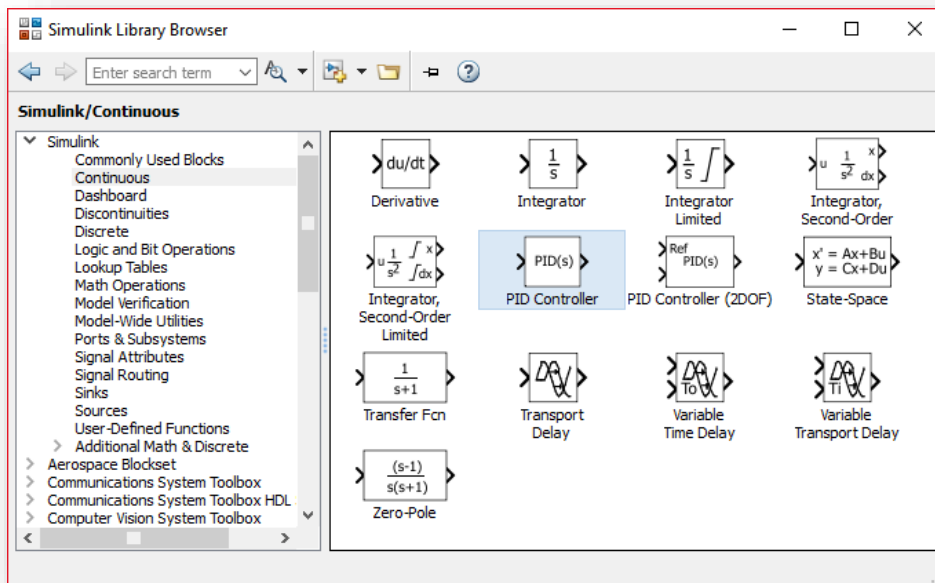 Simulink Library Browser
Enter search term
Simulink/Continuous
Simulink
Commonly Used Blocks
Continuous
Dashboard
Discontinuities
Discrete
Logic and Bit Operations
Lookup Tables
Math Operations
Model Verification
Model-Wide Utilities
Ports & Subsystems
Signal Attributes
Signal Routing
Sinks
Sources
User-Defined Functions
Additional Math & Discrete
Aerospace Blockset
Communications System Toolbox
Communications System Toolbox HDL
Computer Vision System Toolbox
du/dt
Derivative
1
s
Integrator
1
s
Integrator
Limited
u 1 x
s² dx
Integrator,
Second-Order
u 1 x
s² dx
Integrator,
Second-Order
Limited
PID(s)
PID Controller
Ref
PID(s)
PID Controller (2DOF)
x' = Ax+Bu
y = Cx+Du
State-Space
1
s+1
Transfer Fcn
Transport
Delay
To
Variable
Time Delay
Ti
Variable
Transport Delay
(s-1)
s(s+1)
Zero-Pole